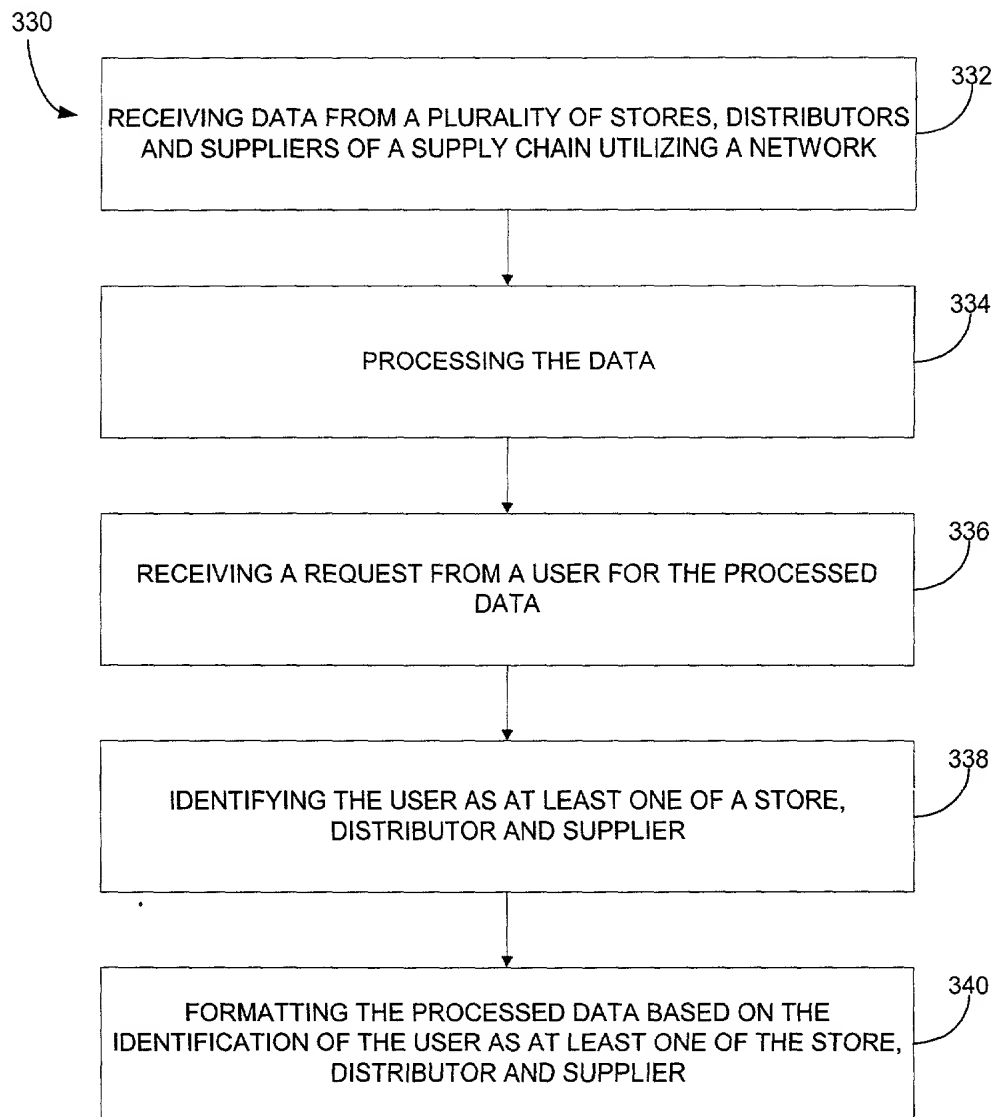 330
RECEIVING DATA FROM A PLURALITY OF STORES, DISTRIBUTORS
AND SUPPLIERS OF A SUPPLY CHAIN UTILIZING A NETWORK
332
PROCESSING THE DATA
334
RECEIVING A REQUEST FROM A USER FOR THE PROCESSED
DATA
336
IDENTIFYING THE USER AS AT LEAST ONE OF A STORE,
DISTRIBUTOR AND SUPPLIER
338
FORMATTING THE PROCESSED DATA BASED ON THE
IDENTIFICATION OF THE USER AS AT LEAST ONE OF THE STORE,
DISTRIBUTOR AND SUPPLIER
340